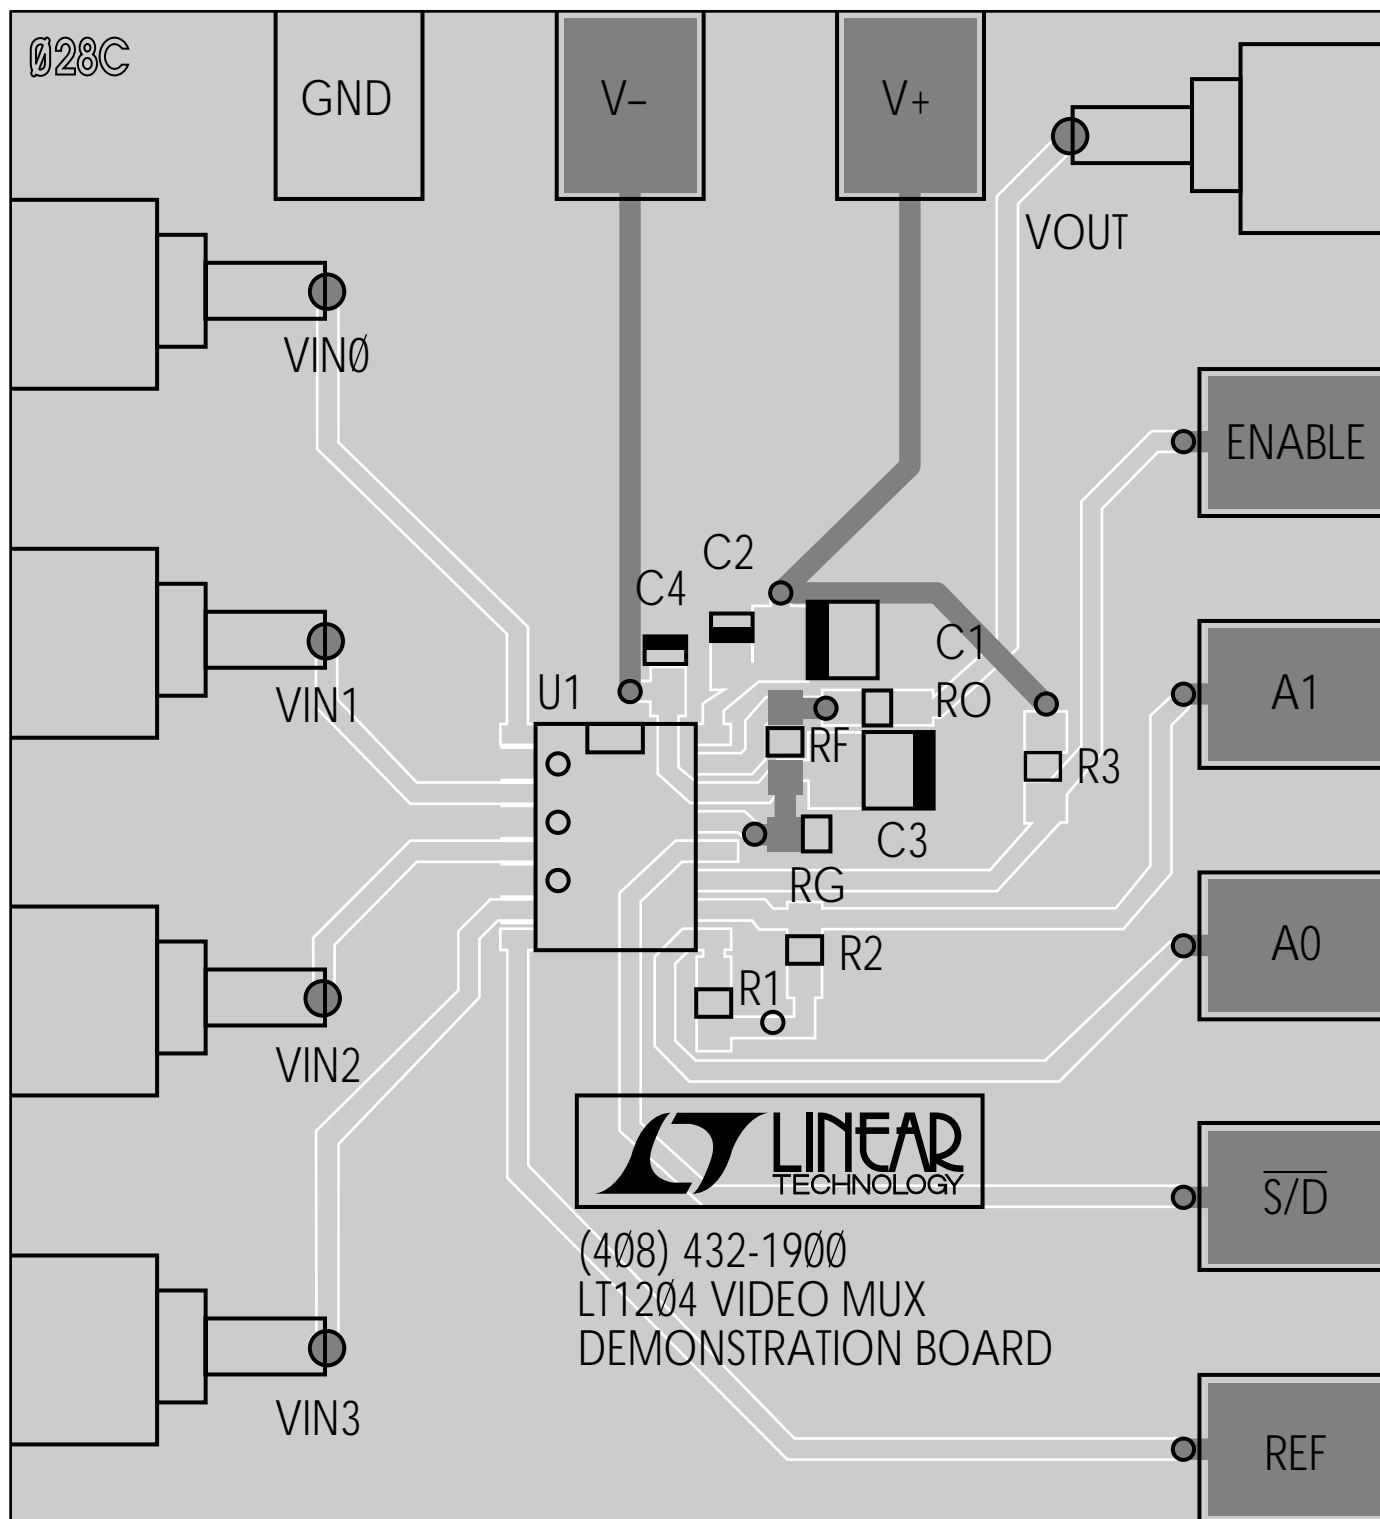 Ø28C
GND
V-
V+
VOUT
VINØ
ENABLE
C2
C4
C1
VIN1
U1
RO
A1
RF
R3
C3
RG
R2
A0
R1
VIN2
LINEAR
TECHNOLOGY
S/D
(4Ø8) 432-19ØØ
LT12Ø4 VIDEO MUX
DEMONSTRATION BOARD
VIN3
REF